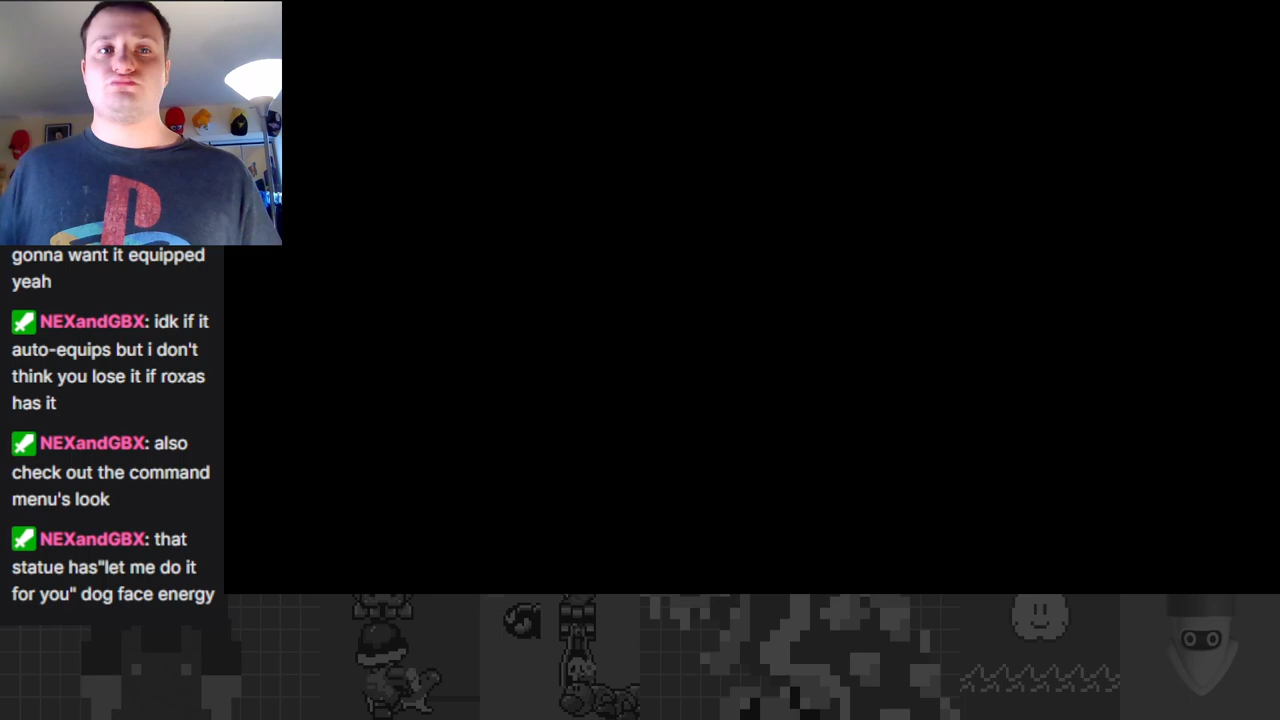 gonna want it equipped
yeah
NEXandGBX: idk if it
auto-equips but i don't
think you lose it if roxas
has it
NEXandGBX: also
check out the command
menu's look
NEXandGBX: that
statue has"let me do it
for you" dog face energy